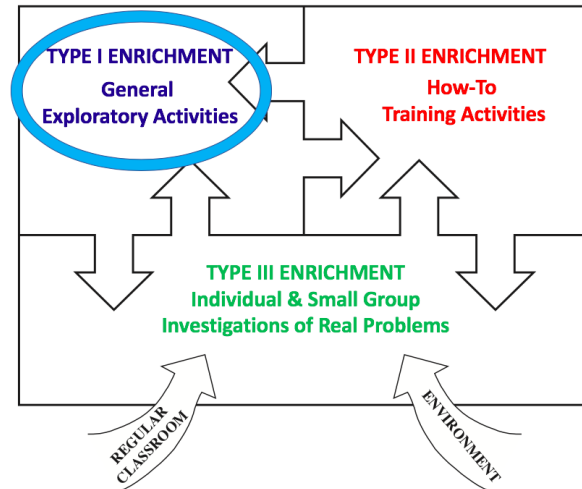 TYPE I ENRICHMENT
General
Exploratory Activities
TYPE II ENRICHMENT
How-To
Training Activities
TYPE III ENRICHMENT
Individual & Small Group
Investigations of Real Problems
REGULAR
CLASSROOM
ENVIRONMENT